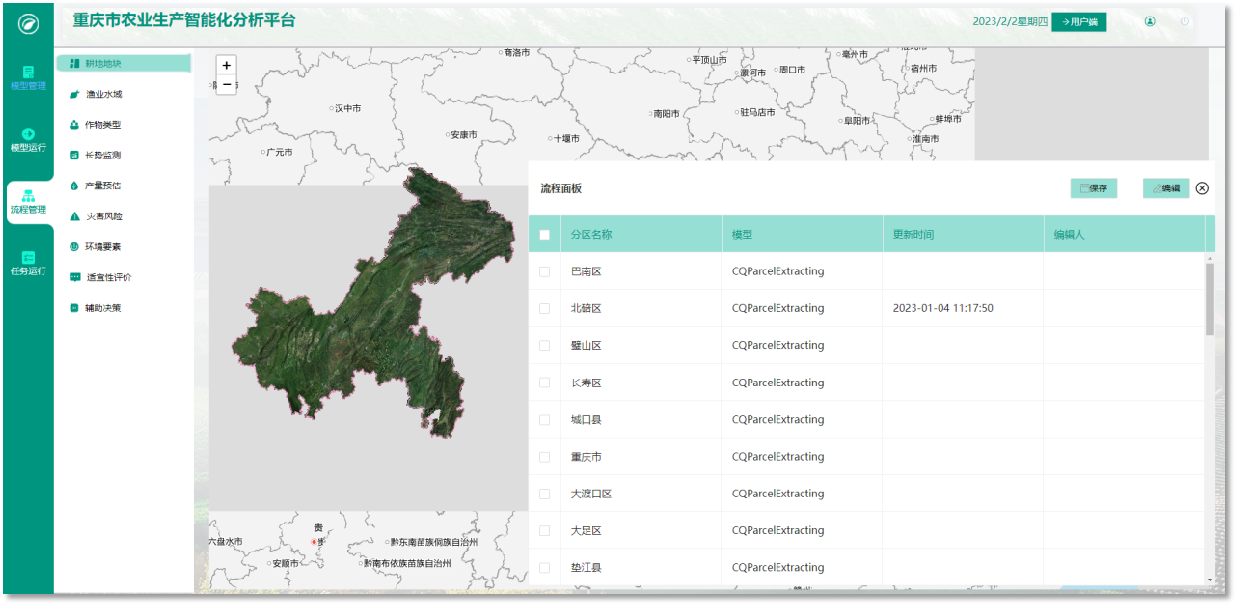 重庆市农业生产智能化分析平台
2023/2/2星期四
用户端
模型管理
模型运行
流程管理
任务运行
耕地地块
渔业水域
作物类型
长势监测
产量预估
火害风险
环境要素
适宜性评价
辅助决策
+
−
商洛市
平顶山市
漯河市
周口市
亳州市
宿州市
汉中市
南阳市
驻马店市
阜阳市
蚌埠市
安康市
十堰市
淮南市
广元市
流程面板
保存
编辑
分区名称 模型 更新时间 编辑人
巴南区 CQParcelExtracting
北碚区 CQParcelExtracting 2023-01-04 11:17:50
璧山区 CQParcelExtracting
长寿区 CQParcelExtracting
城口县 CQParcelExtracting
重庆市 CQParcelExtracting
大渡口区 CQParcelExtracting
大足区 CQParcelExtracting
垫江县 CQParcelExtracting
贵
六盘水市
黔东南苗族侗族自治州
安顺市
黔南布依族苗族自治州